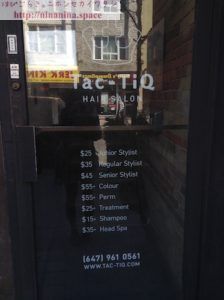 http://ninanina.space
Tac-TiQ
HAIR SALON
$25 Junior Stylist
$35 Regular Stylist
$45 Senior Stylist
$55+ Colour
$55+ Perm
$25+ Treatment
$15+ Shampoo
$35+ Head Spa
(647) 961 0561
WWW.TAC-TIQ.COM